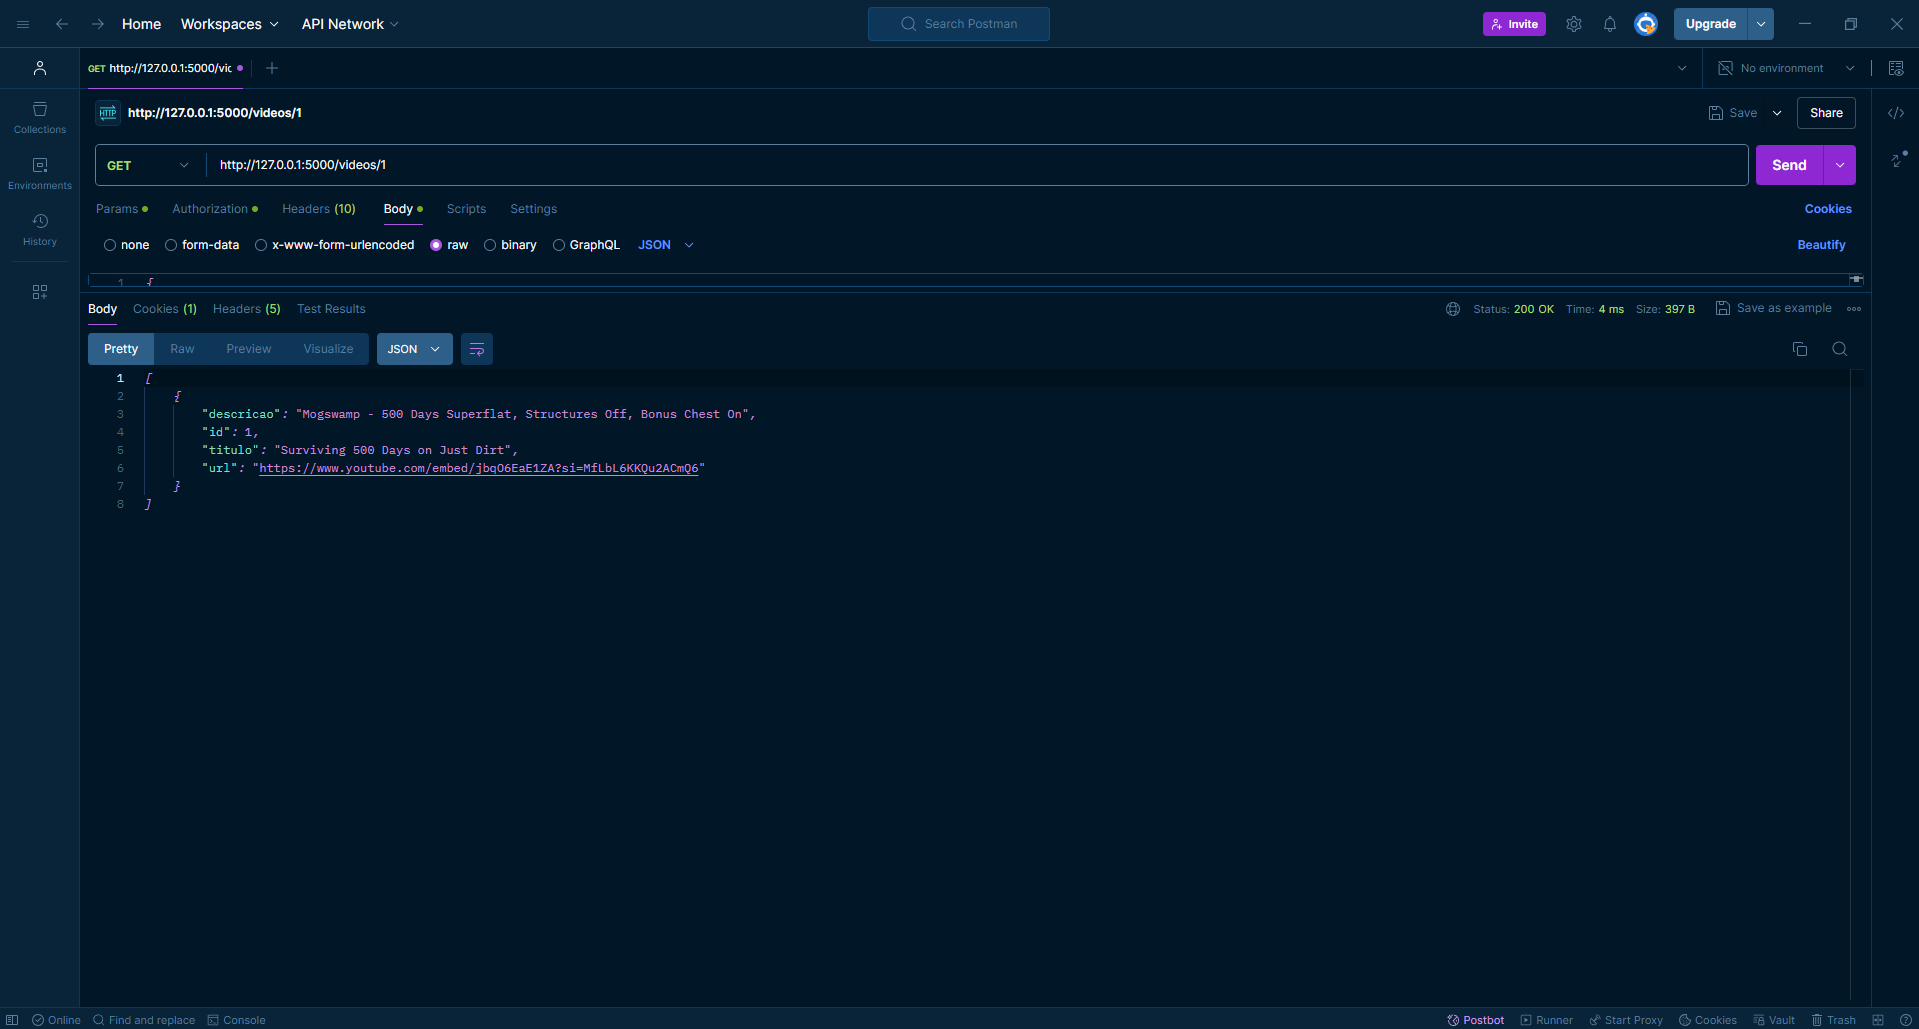 Home Workspaces API Network Search Postman Invite Upgrade
GET http://127.0.0.1:5000/vic No environment
HTTP http://127.0.0.1:5000/videos/1 Save Share
GET http://127.0.0.1:5000/videos/1 Send
Params Authorization Headers (10) Body Scripts Settings Cookies
none form-data x-www-form-urlencoded raw binary GraphQL JSON Beautify
1 {
Body Cookies (1) Headers (5) Test Results Status: 200 OK Time: 4 ms Size: 397 B Save as example
Pretty Raw Preview Visualize JSON
1 [
2 {
3 "descricao": "Mogswamp - 500 Days Superflat, Structures Off, Bonus Chest On",
4 "id": 1,
5 "titulo": "Surviving 500 Days on Just Dirt",
6 "url": "https://www.youtube.com/embed/jbqO6EaE1ZA?si=MfLbL6KKQu2ACmQ6"
7 }
8 ]
Collections
Environments
History
Online Find and replace Console Postbot Runner Start Proxy Cookies Vault Trash